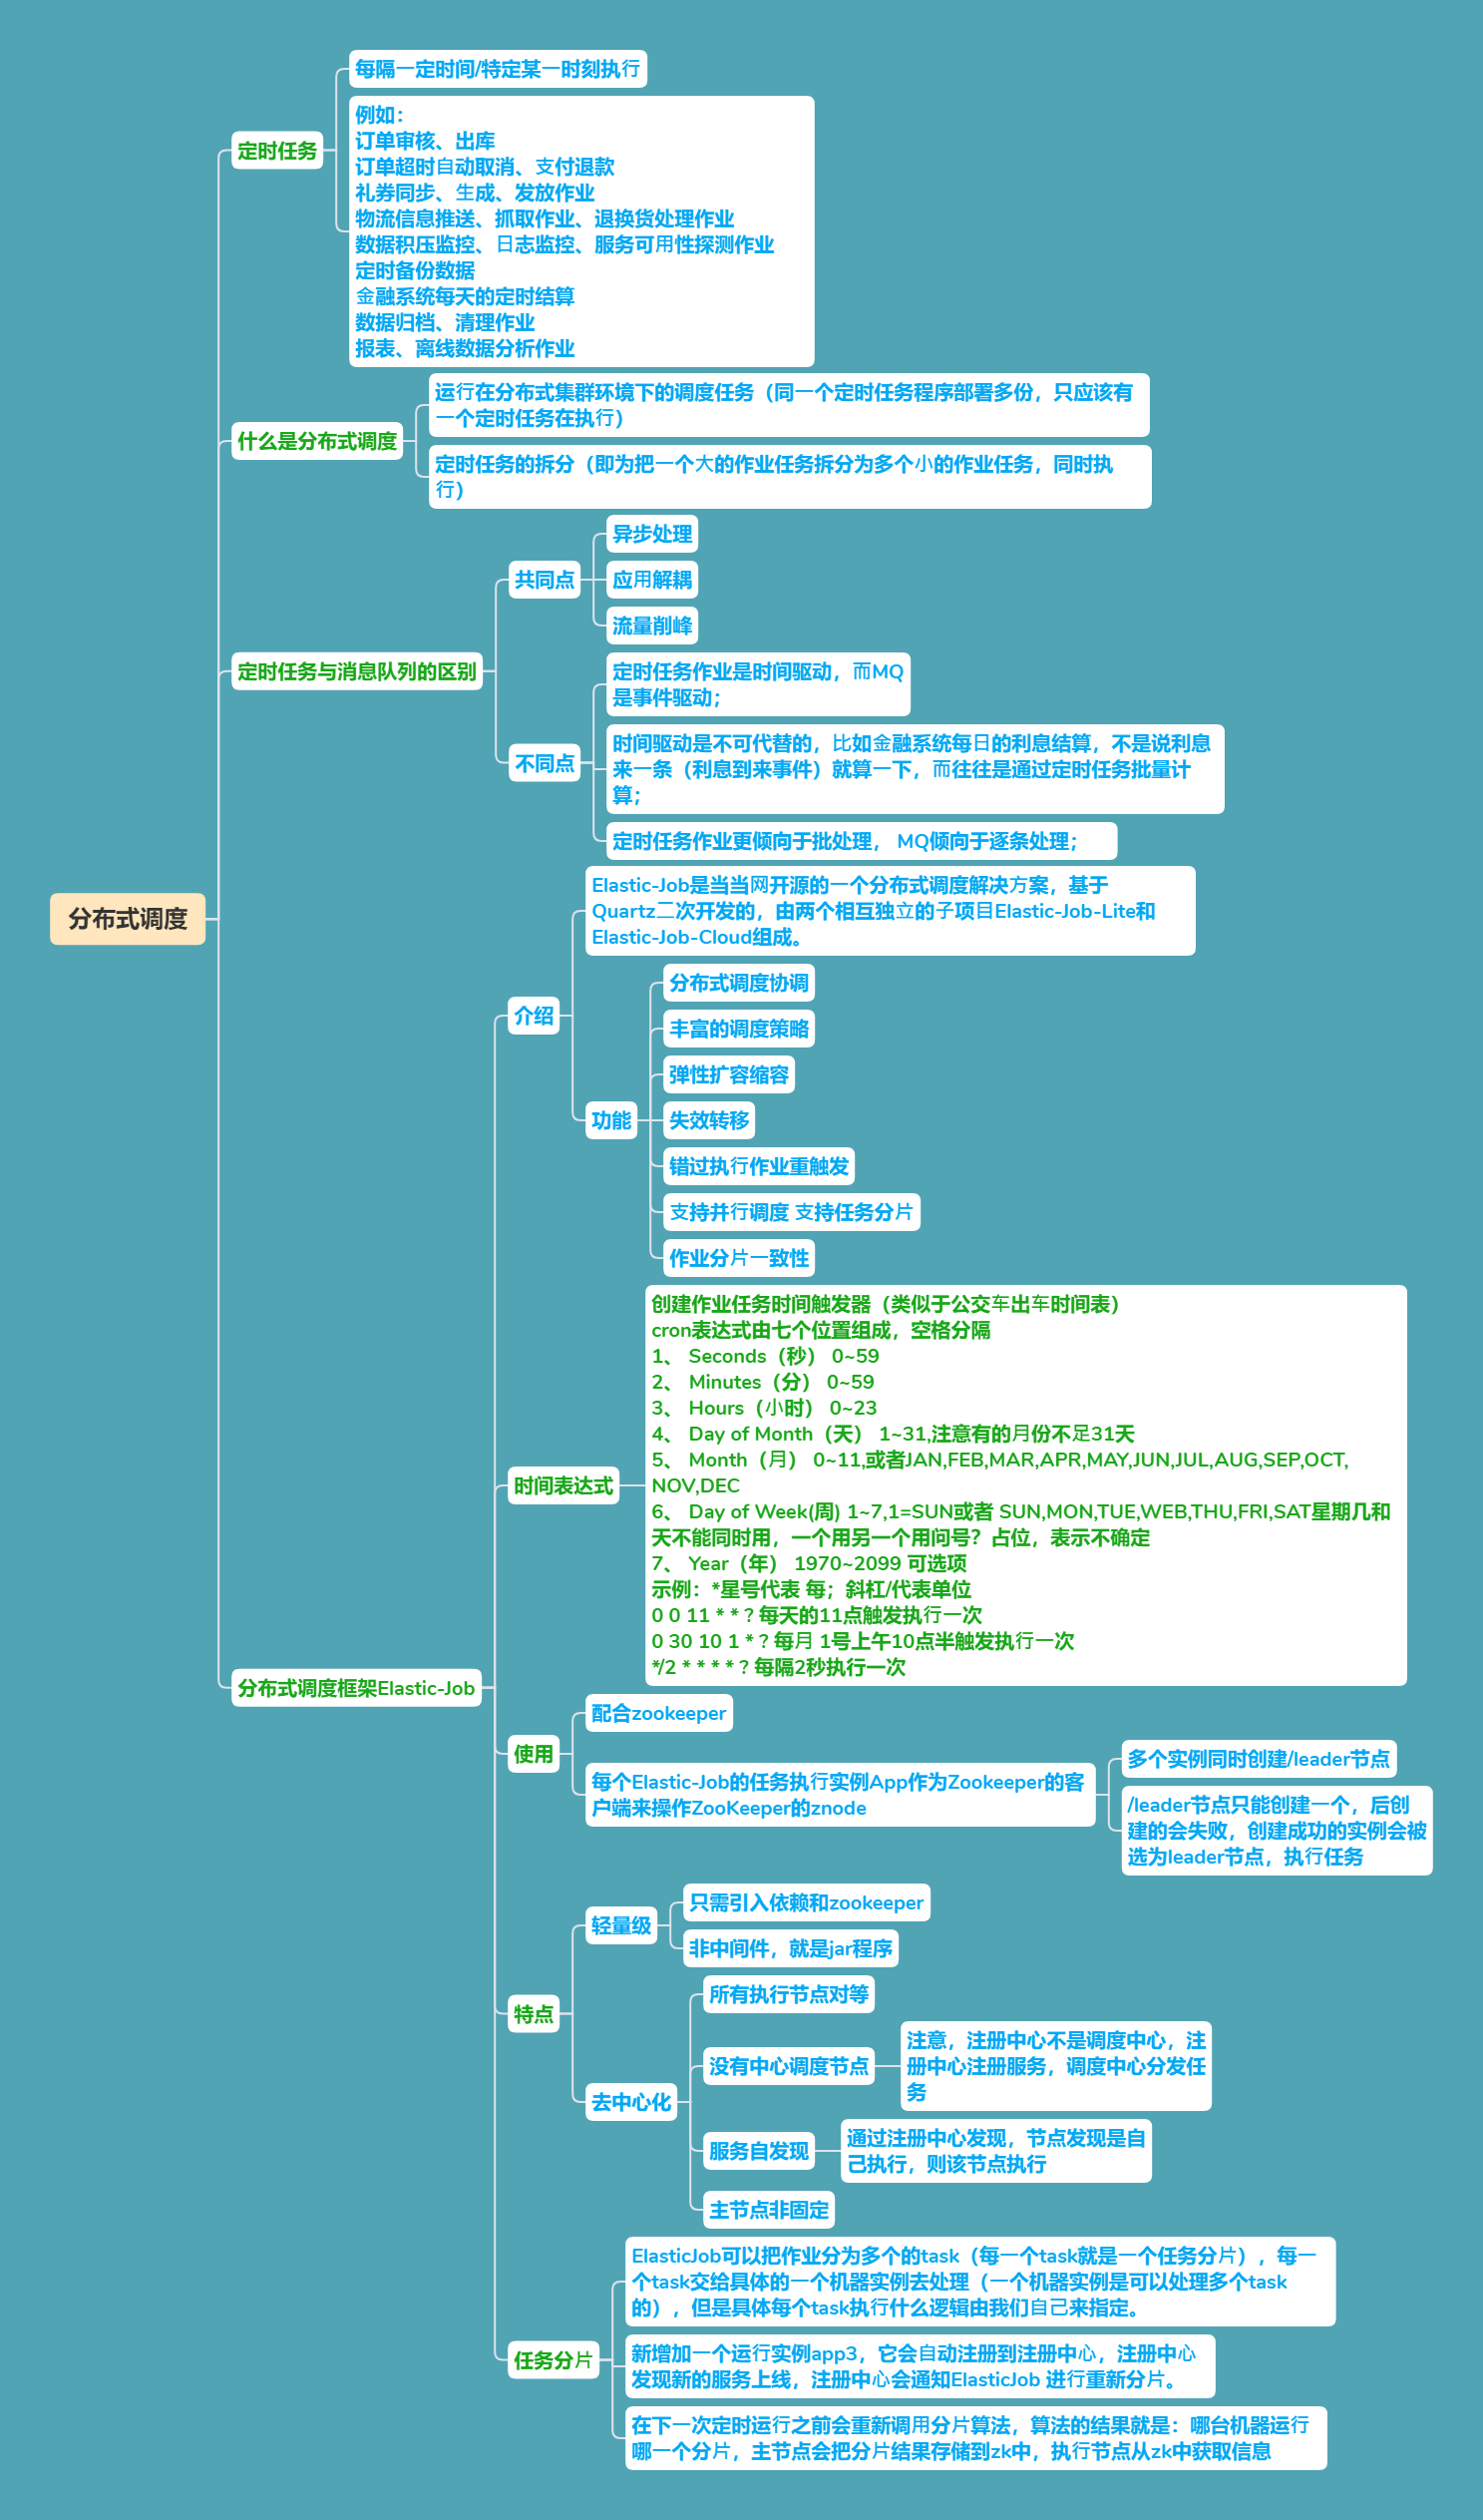 分布式调度
定时任务
每隔一定时间/特定某一时刻执行
例如：
订单审核、出库
订单超时自动取消、支付退款
礼券同步、生成、发放作业
物流信息推送、抓取作业、退换货处理作业
数据积压监控、日志监控、服务可用性探测作业
定时备份数据
金融系统每天的定时结算
数据归档、清理作业
报表、离线数据分析作业
什么是分布式调度
运行在分布式集群环境下的调度任务（同一个定时任务程序部署多份，只应该有
一个定时任务在执行）
定时任务的拆分（即为把一个大的作业任务拆分为多个小的作业任务，同时执
行）
定时任务与消息队列的区别
共同点
异步处理
应用解耦
流量削峰
不同点
定时任务作业是时间驱动，而MQ
是事件驱动；
时间驱动是不可代替的，比如金融系统每日的利息结算，不是说利息
来一条（利息到来事件）就算一下，而往往是通过定时任务批量计
算；
定时任务作业更倾向于批处理， MQ倾向于逐条处理；
分布式调度框架Elastic-Job
介绍
Elastic-Job是当当网开源的一个分布式调度解决方案，基于
Quartz二次开发的，由两个相互独立的子项目Elastic-Job-Lite和
Elastic-Job-Cloud组成。
功能
分布式调度协调
丰富的调度策略
弹性扩容缩容
失效转移
错过执行作业重触发
支持并行调度 支持任务分片
作业分片一致性
时间表达式
创建作业任务时间触发器（类似于公交车出车时间表）
cron表达式由七个位置组成，空格分隔
1、 Seconds（秒） 0~59
2、 Minutes（分） 0~59
3、 Hours（小时） 0~23
4、 Day of Month（天） 1~31,注意有的月份不足31天
5、 Month（月） 0~11,或者JAN,FEB,MAR,APR,MAY,JUN,JUL,AUG,SEP,OCT,
NOV,DEC
6、 Day of Week(周) 1~7,1=SUN或者 SUN,MON,TUE,WEB,THU,FRI,SAT星期几和
天不能同时用，一个用另一个用问号？占位，表示不确定
7、 Year（年） 1970~2099 可选项
示例：*星号代表 每；斜杠/代表单位
0 0 11 * * ? 每天的11点触发执行一次
0 30 10 1 * ? 每月 1号上午10点半触发执行一次
*/2 * * * * ? 每隔2秒执行一次
使用
配合zookeeper
每个Elastic-Job的任务执行实例App作为Zookeeper的客
户端来操作ZooKeeper的znode
多个实例同时创建/leader节点
/leader节点只能创建一个，后创
建的会失败，创建成功的实例会被
选为leader节点，执行任务
特点
轻量级
只需引入依赖和zookeeper
非中间件，就是jar程序
去中心化
所有执行节点对等
没有中心调度节点
注意，注册中心不是调度中心，注
册中心注册服务，调度中心分发任
务
服务自发现
通过注册中心发现，节点发现是自
己执行，则该节点执行
主节点非固定
任务分片
ElasticJob可以把作业分为多个的task（每一个task就是一个任务分片），每一
个task交给具体的一个机器实例去处理（一个机器实例是可以处理多个task
的），但是具体每个task执行什么逻辑由我们自己来指定。
新增加一个运行实例app3，它会自动注册到注册中心，注册中心
发现新的服务上线，注册中心会通知ElasticJob 进行重新分片。
在下一次定时运行之前会重新调用分片算法，算法的结果就是：哪台机器运行
哪一个分片，主节点会把分片结果存储到zk中，执行节点从zk中获取信息